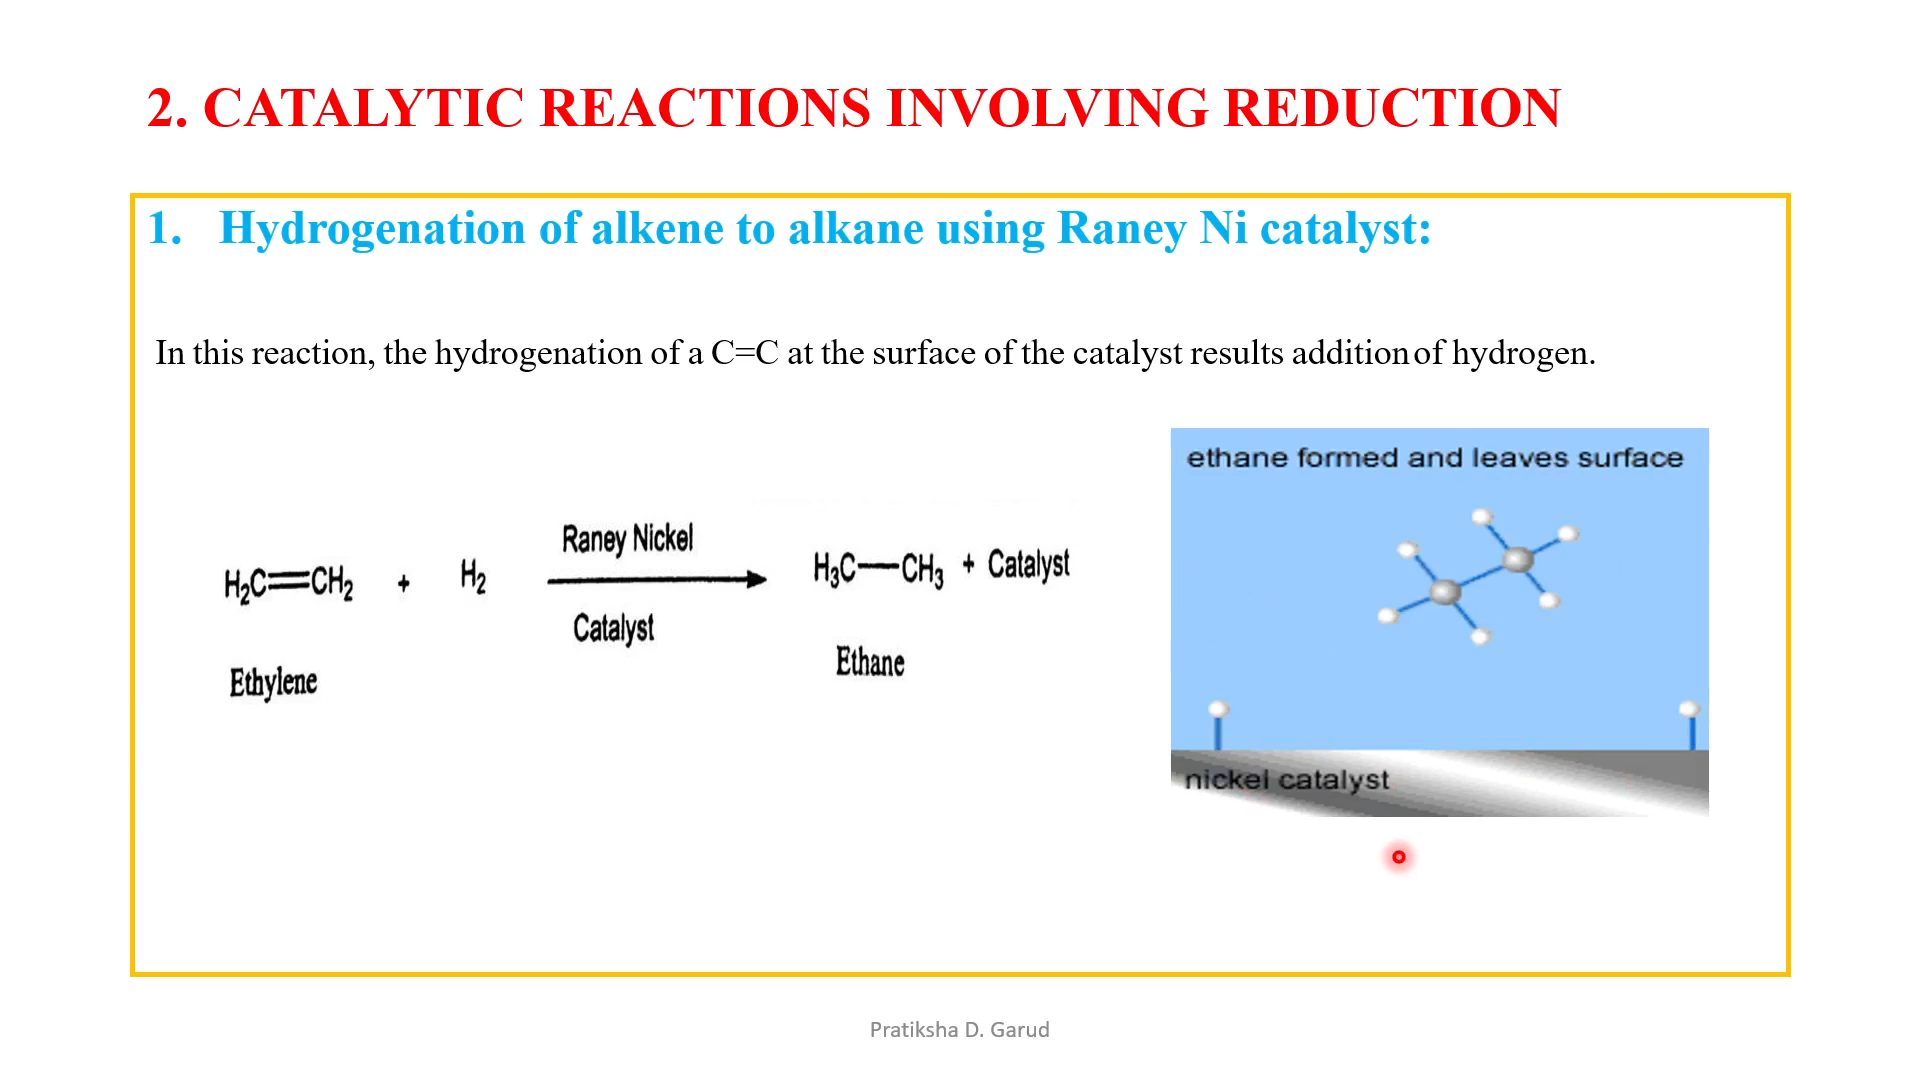 2. CATALYTIC REACTIONS INVOLVING REDUCTION
1. Hydrogenation of alkene to alkane using Raney Ni catalyst:
In this reaction, the hydrogenation of a C=C at the surface of the catalyst results addition of hydrogen.
H₂C=CH₂ + H₂
Raney Nickel
Catalyst
H₃C—CH₃ + Catalyst
Ethylene
Ethane
ethane formed and leaves surface
nickel catalyst
Pratiksha D. Garud